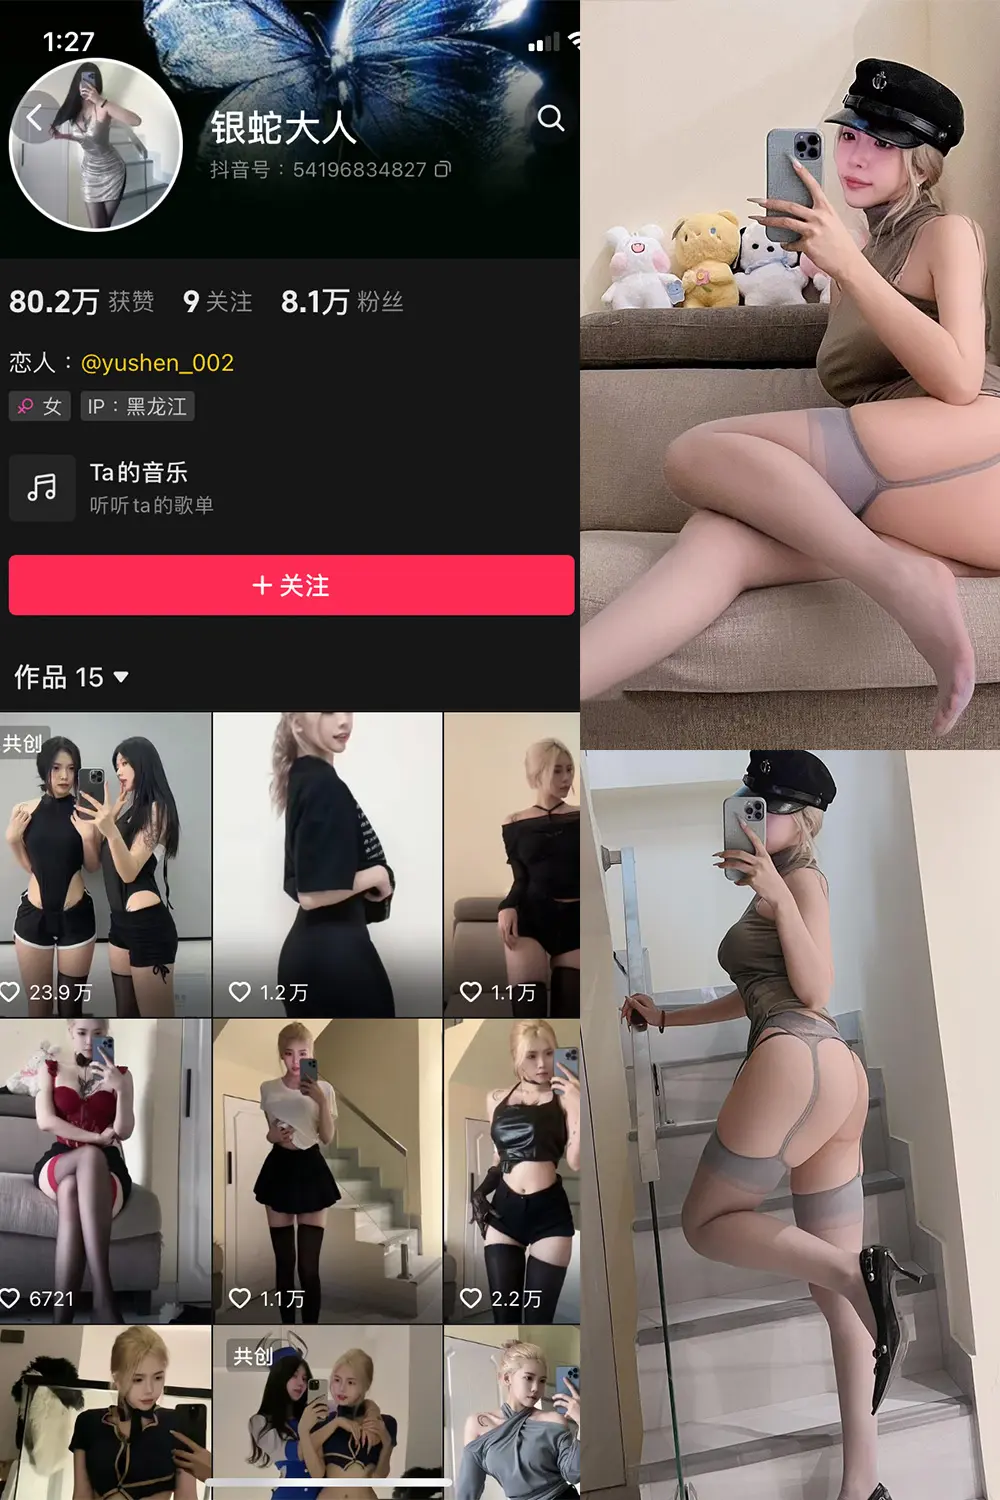 1:27
银蛇大人
抖音号：54196834827
80.2万 获赞 9 关注 8.1万 粉丝
恋人：@yushen_002
女 IP：黑龙江
Ta的音乐
听听ta的歌单
+ 关注
作品 15
共创
23.9万
1.2万
1.1万
6721
1.1万
2.2万
共创